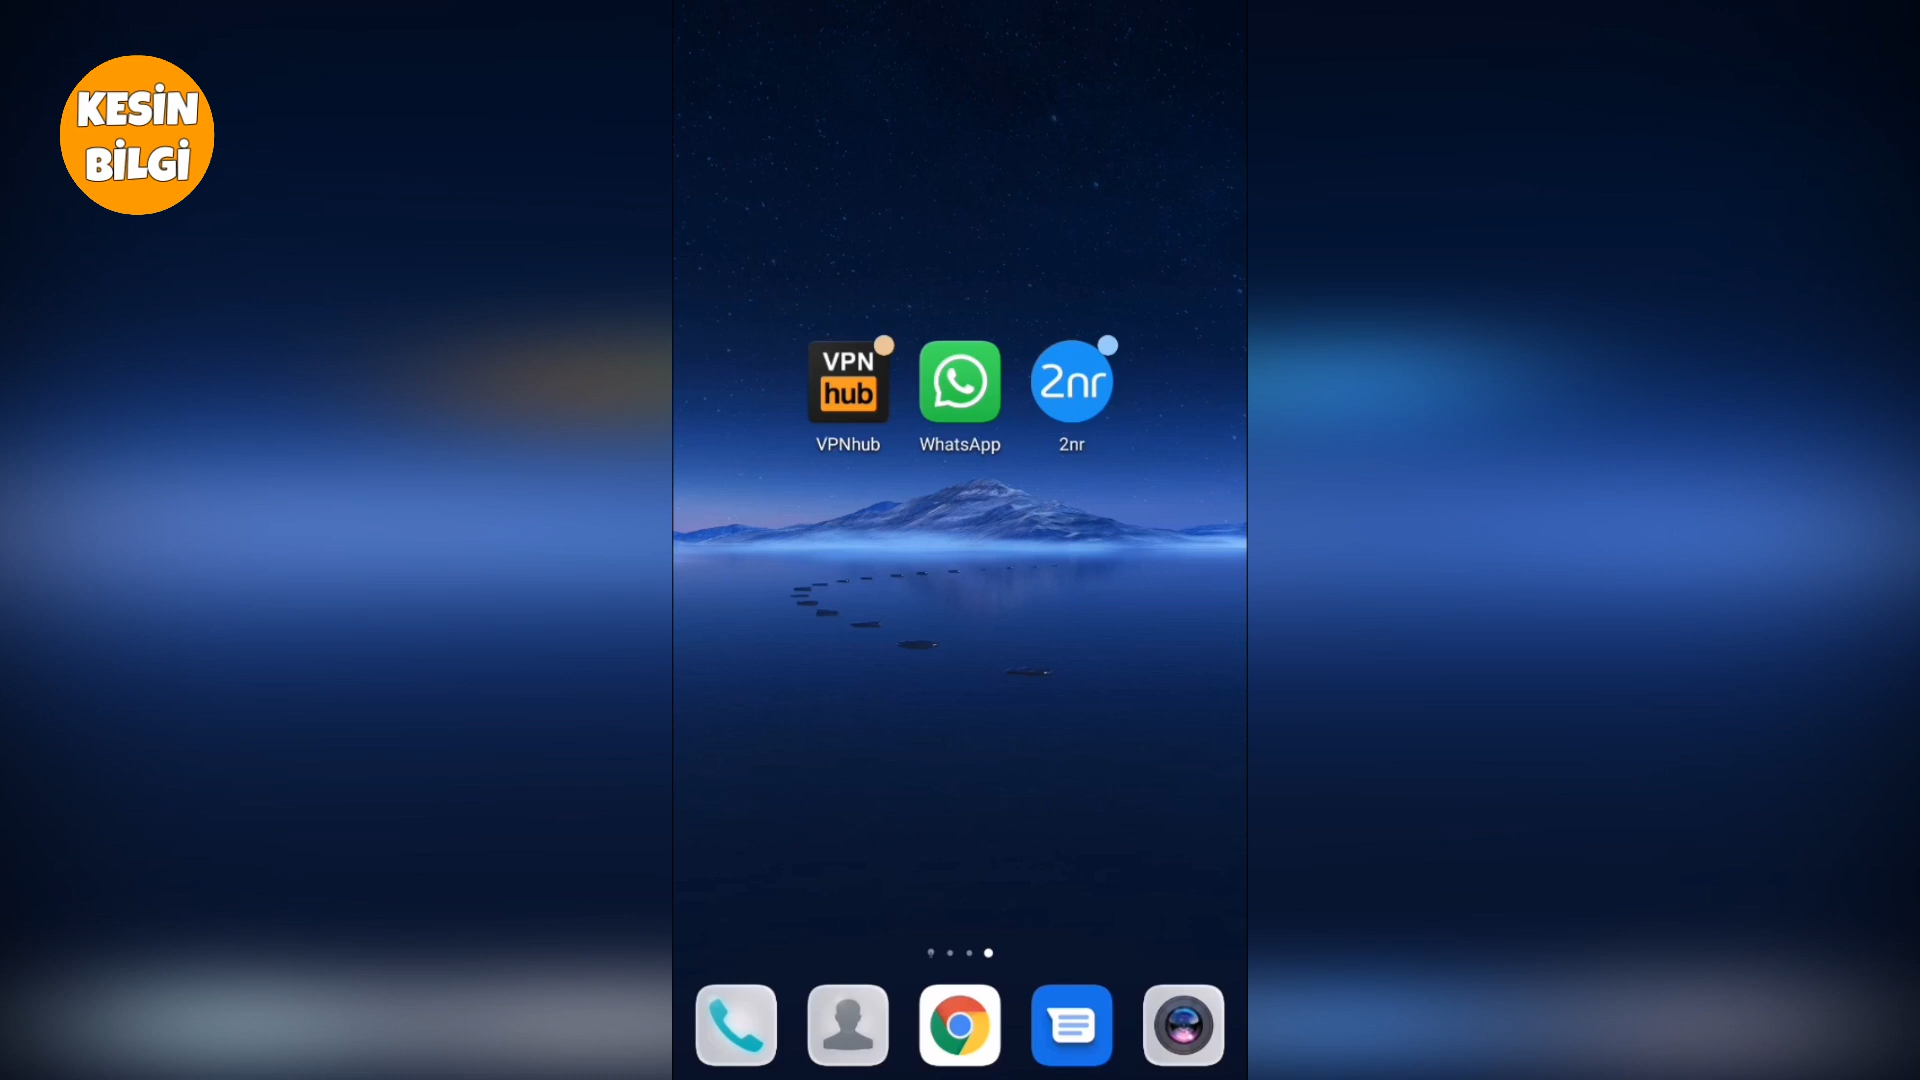 KESİN
BİLGİ
VPN
hub
2nr
VPNhub
WhatsApp
2nr